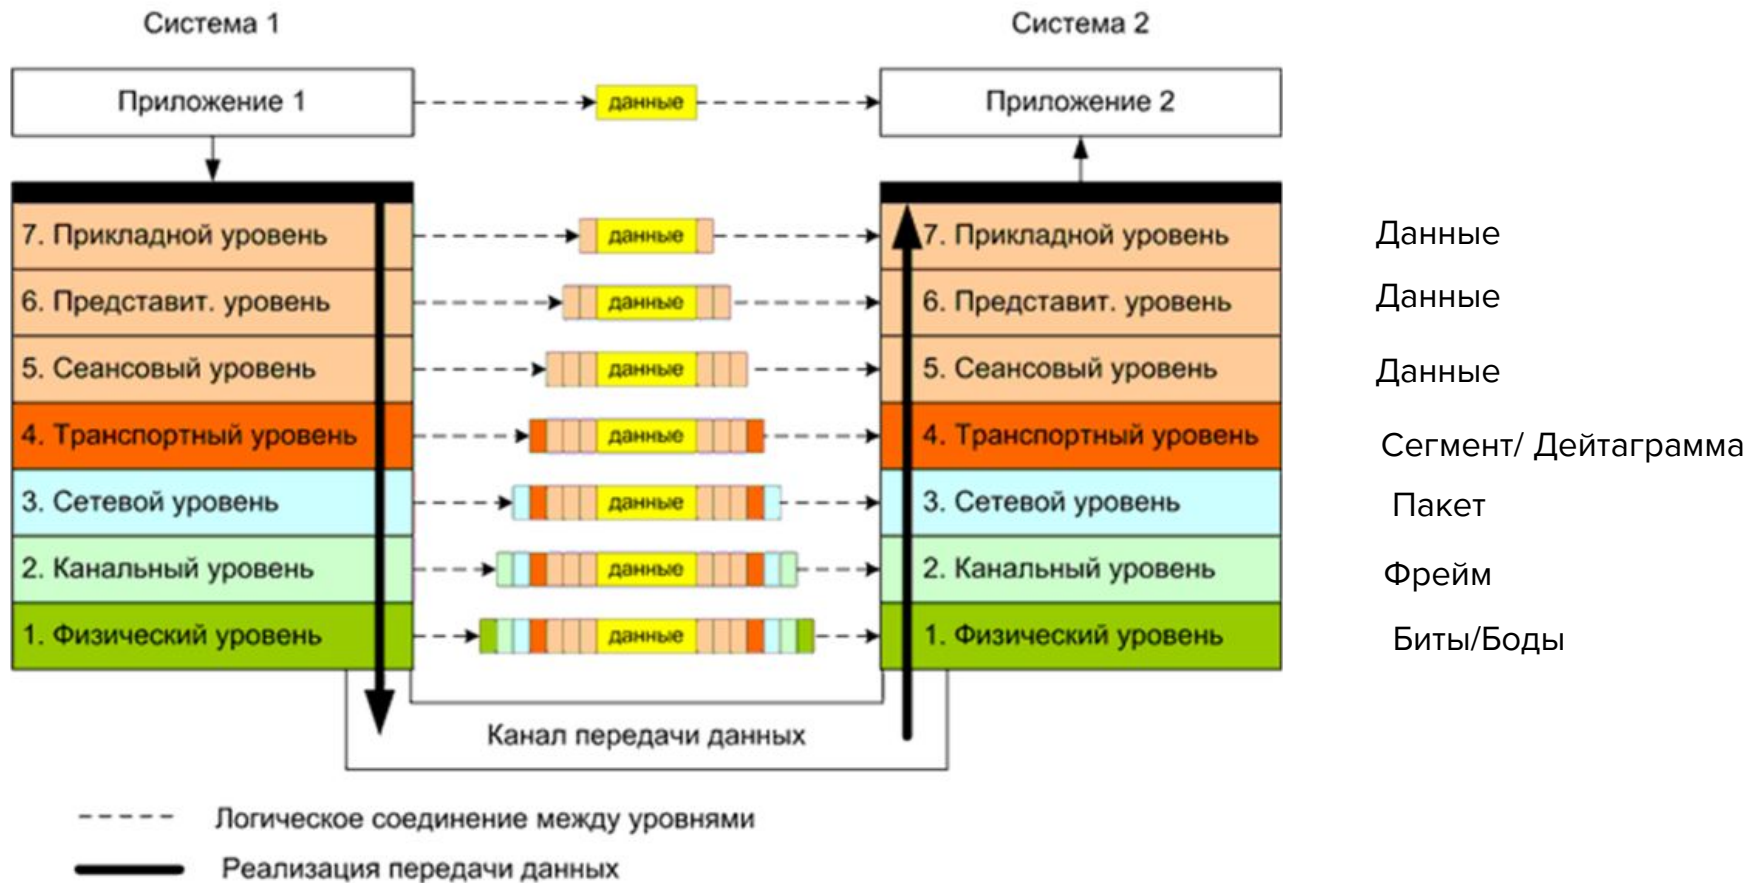 Система 1
Система 2
Приложение 1
данные
Приложение 2
7. Прикладной уровень
данные
7. Прикладной уровень
Данные
6. Представит. уровень
данные
6. Представит. уровень
Данные
5. Сеансовый уровень
данные
5. Сеансовый уровень
Данные
4. Транспортный уровень
данные
4. Транспортный уровень
Сегмент/ Дейтаграмма
3. Сетевой уровень
данные
3. Сетевой уровень
Пакет
2. Канальный уровень
данные
2. Канальный уровень
Фрейм
1. Физический уровень
данные
1. Физический уровень
Биты/Боды
Канал передачи данных
Логическое соединение между уровнями
Реализация передачи данных